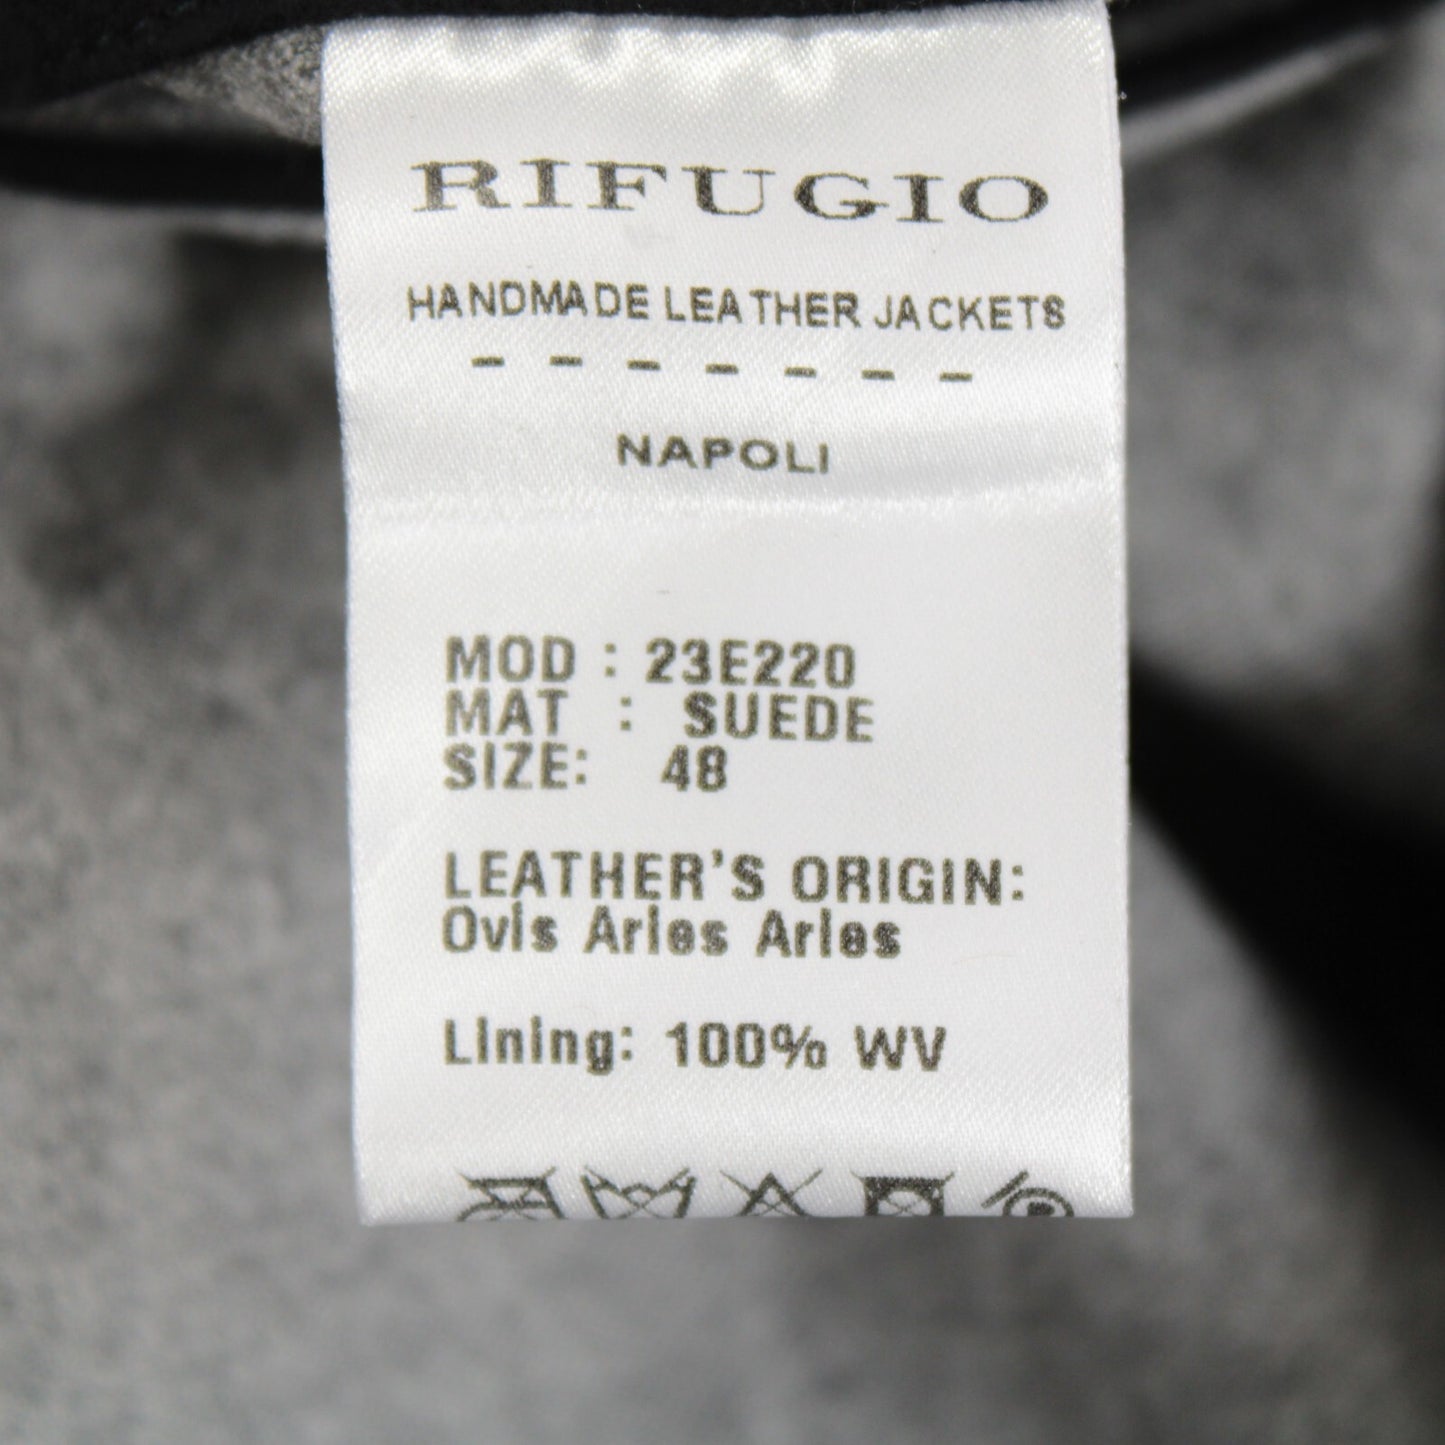 RIFUGIO
HANDMADE LEATHER JACKETS
- - - - - - -
NAPOLI
MOD : 23E220
MAT : SUEDE
SIZE: 48
LEATHER'S ORIGIN:
Ovis Aries Aries
Lining: 100% WV